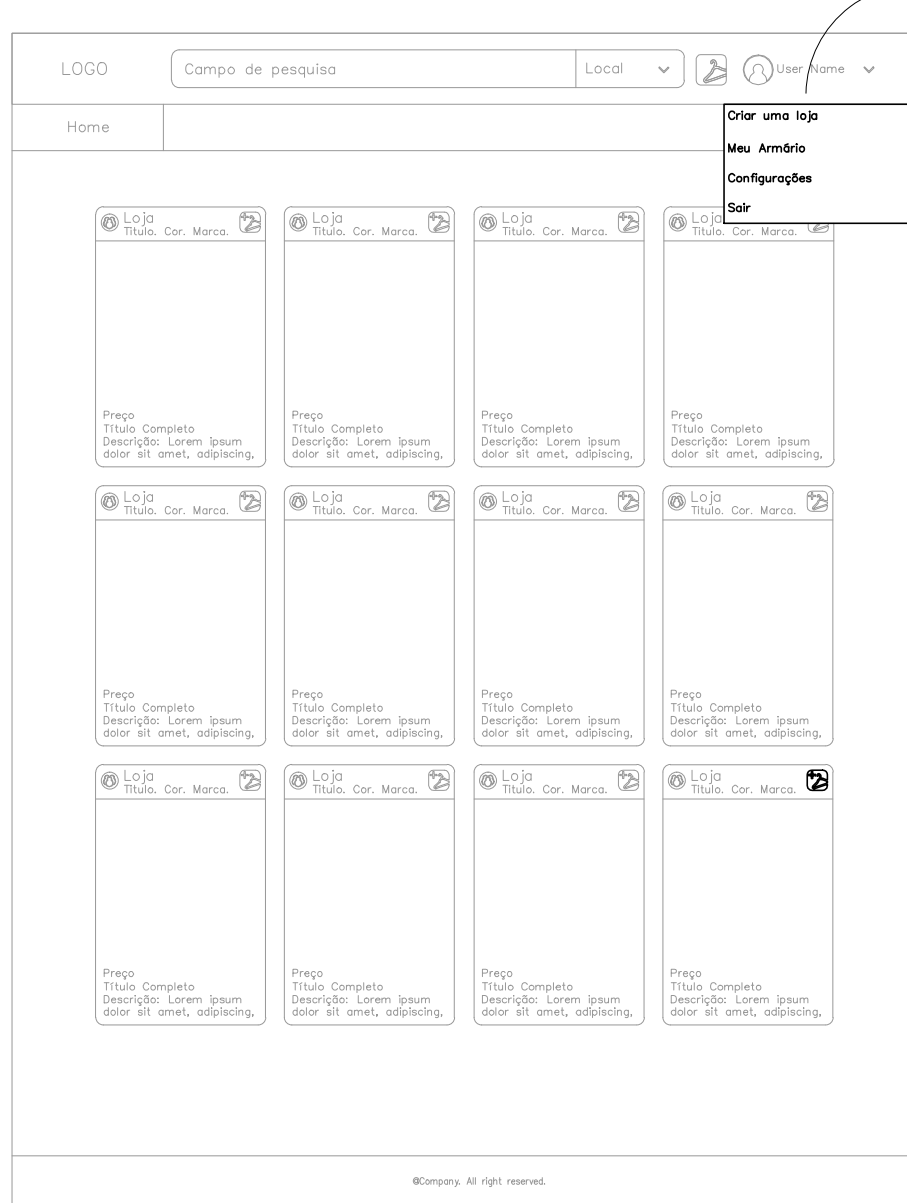 LOGO
Campo de pesquisa
Local
User Name
Home
Criar uma loja
Meu Armário
Configurações
Sair
Loja
Titulo. Cor. Marca.
Preço
Título Completo
Descrição: Lorem ipsum
dolor sit amet, adipiscing,
Loja
Titulo. Cor. Marca.
Preço
Título Completo
Descrição: Lorem ipsum
dolor sit amet, adipiscing,
Loja
Titulo. Cor. Marca.
Preço
Título Completo
Descrição: Lorem ipsum
dolor sit amet, adipiscing,
Loja
Titulo. Cor. Marca.
Preço
Título Completo
Descrição: Lorem ipsum
dolor sit amet, adipiscing,
Loja
Titulo. Cor. Marca.
Preço
Título Completo
Descrição: Lorem ipsum
dolor sit amet, adipiscing,
Loja
Titulo. Cor. Marca.
Preço
Título Completo
Descrição: Lorem ipsum
dolor sit amet, adipiscing,
Loja
Titulo. Cor. Marca.
Preço
Título Completo
Descrição: Lorem ipsum
dolor sit amet, adipiscing,
Loja
Titulo. Cor. Marca.
Preço
Título Completo
Descrição: Lorem ipsum
dolor sit amet, adipiscing,
Loja
Titulo. Cor. Marca.
Preço
Título Completo
Descrição: Lorem ipsum
dolor sit amet, adipiscing,
Loja
Titulo. Cor. Marca.
Preço
Título Completo
Descrição: Lorem ipsum
dolor sit amet, adipiscing,
Loja
Titulo. Cor. Marca.
Preço
Título Completo
Descrição: Lorem ipsum
dolor sit amet, adipiscing,
Loja
Titulo. Cor. Marca.
Preço
Título Completo
Descrição: Lorem ipsum
dolor sit amet, adipiscing,
@Company. All right reserved.